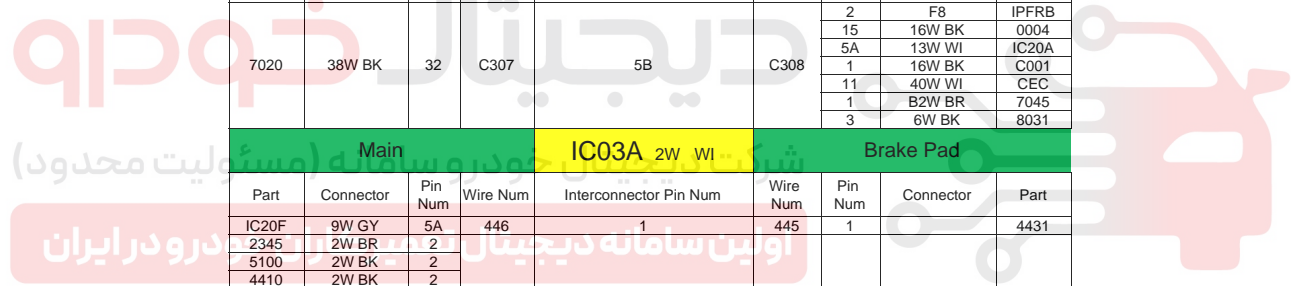 2 F8 IPFRB
15 16W BK 0004
5A 13W WI IC20A
7020 38W BK 32 C307 5B C308 1 16W BK C001
11 40W WI CEC
1 B2W BR 7045
3 6W BK 8031
Main IC03A 2W WI Brake Pad
Part Connector Pin Num Wire Num Interconnector Pin Num Wire Num Pin Num Connector Part
IC20F 9W GY 5A 446 1 445 1 4431
2345 2W BR 2
5100 2W BK 2
4410 2W BK 2
دیجیتال خودرو
شرکت دیجیتال خودرو سامانه (مسئولیت محدود)
اولین سامانه دیجیتال تعمیرکاران خودرو در ایران